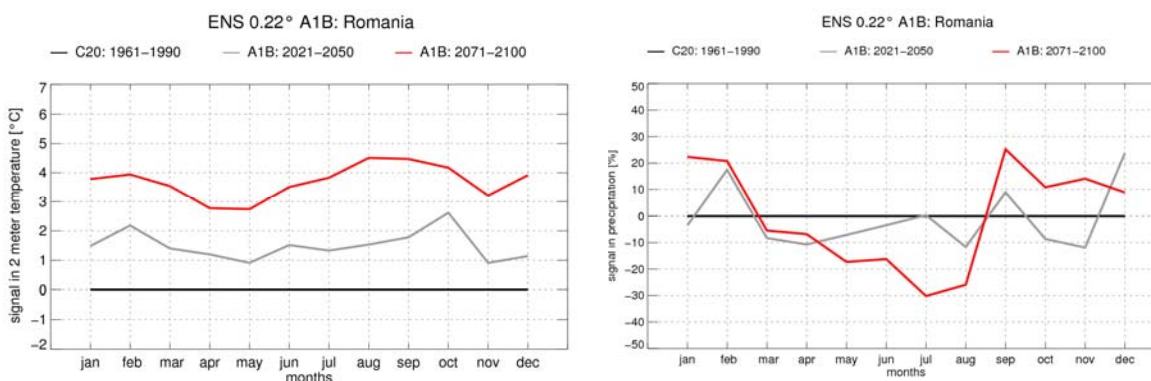 ENS 0.22° A1B: Romania
C20: 1961−1990 A1B: 2021−2050 A1B: 2071−2100
signal in 2 meter temperature [°C]
7
6
5
4
3
2
1
0
−1
−2
jan feb mar apr may jun jul aug sep oct nov dec
months
ENS 0.22° A1B: Romania
C20: 1961−1990 A1B: 2021−2050 A1B: 2071−2100
signal in precipitation [%]
50
40
30
20
10
0
−10
−20
−30
−40
−50
jan feb mar apr may jun jul aug sep oct nov dec
months